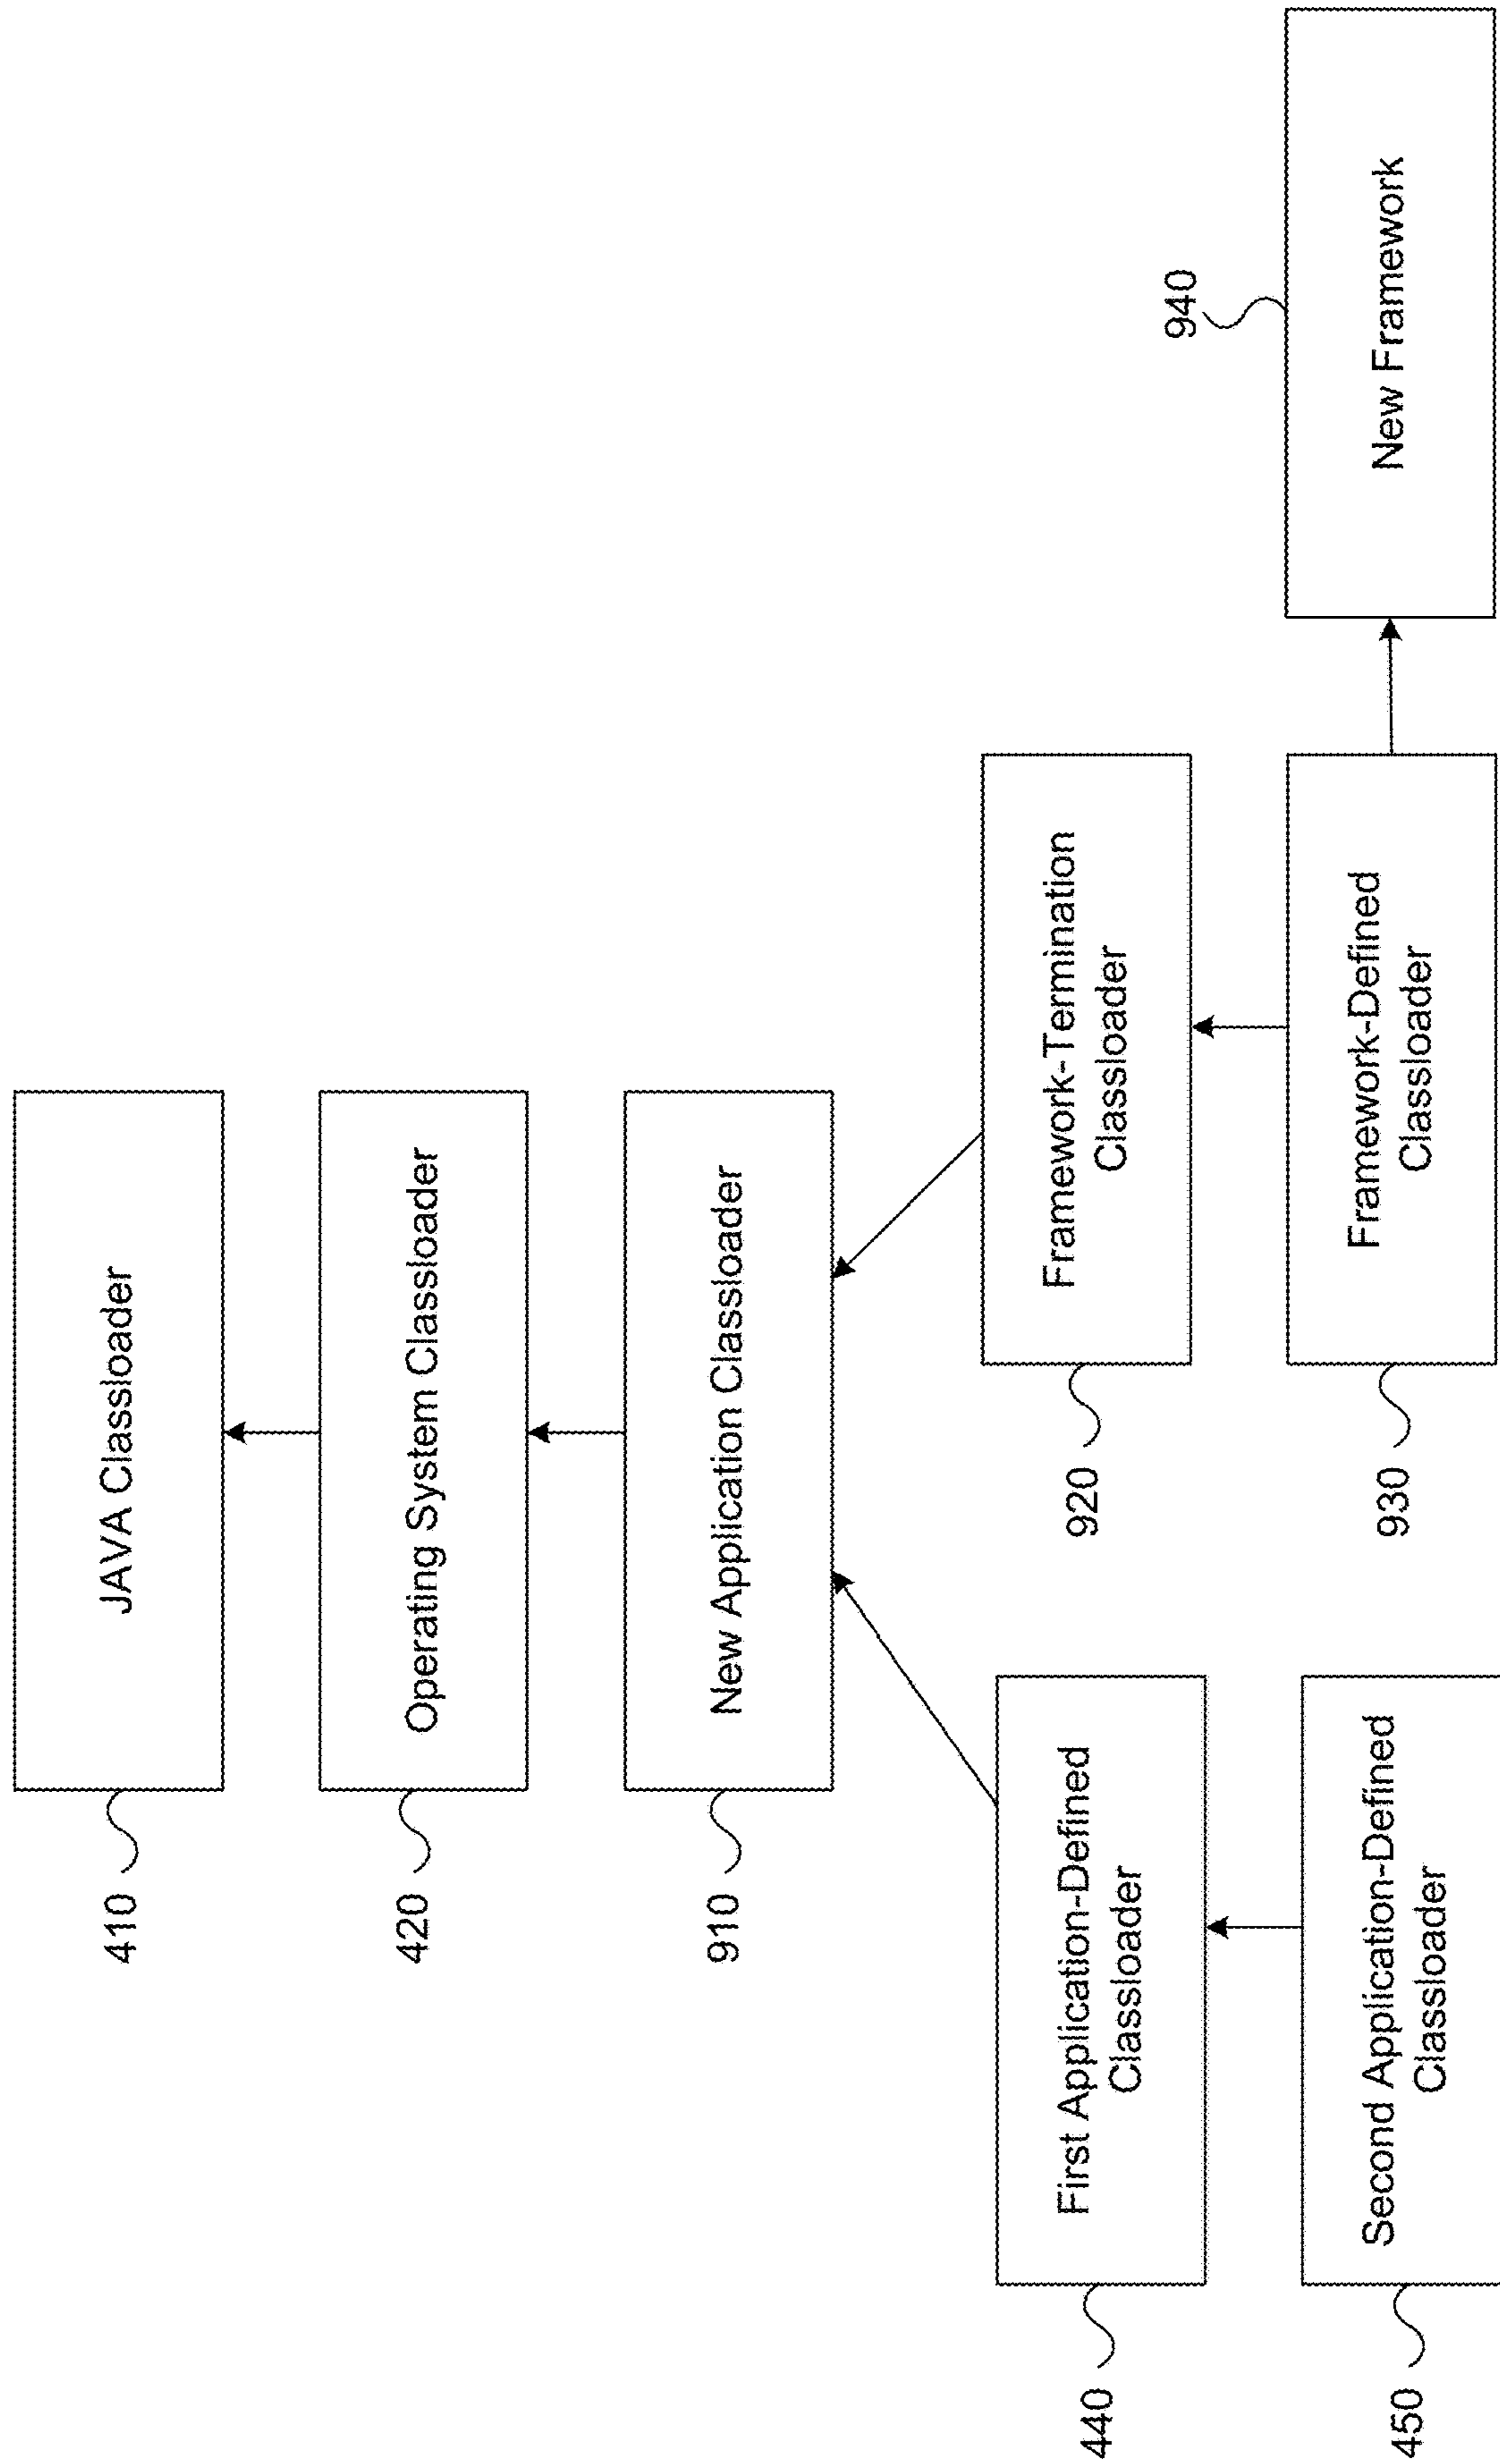 410
JAVA Classloader
420
Operating System Classloader
910
New Application Classloader
440
First Application-Defined
Classloader
920
Framework-Termination
Classloader
450
Second Application-Defined
Classloader
930
Framework-Defined
Classloader
940
New Framework